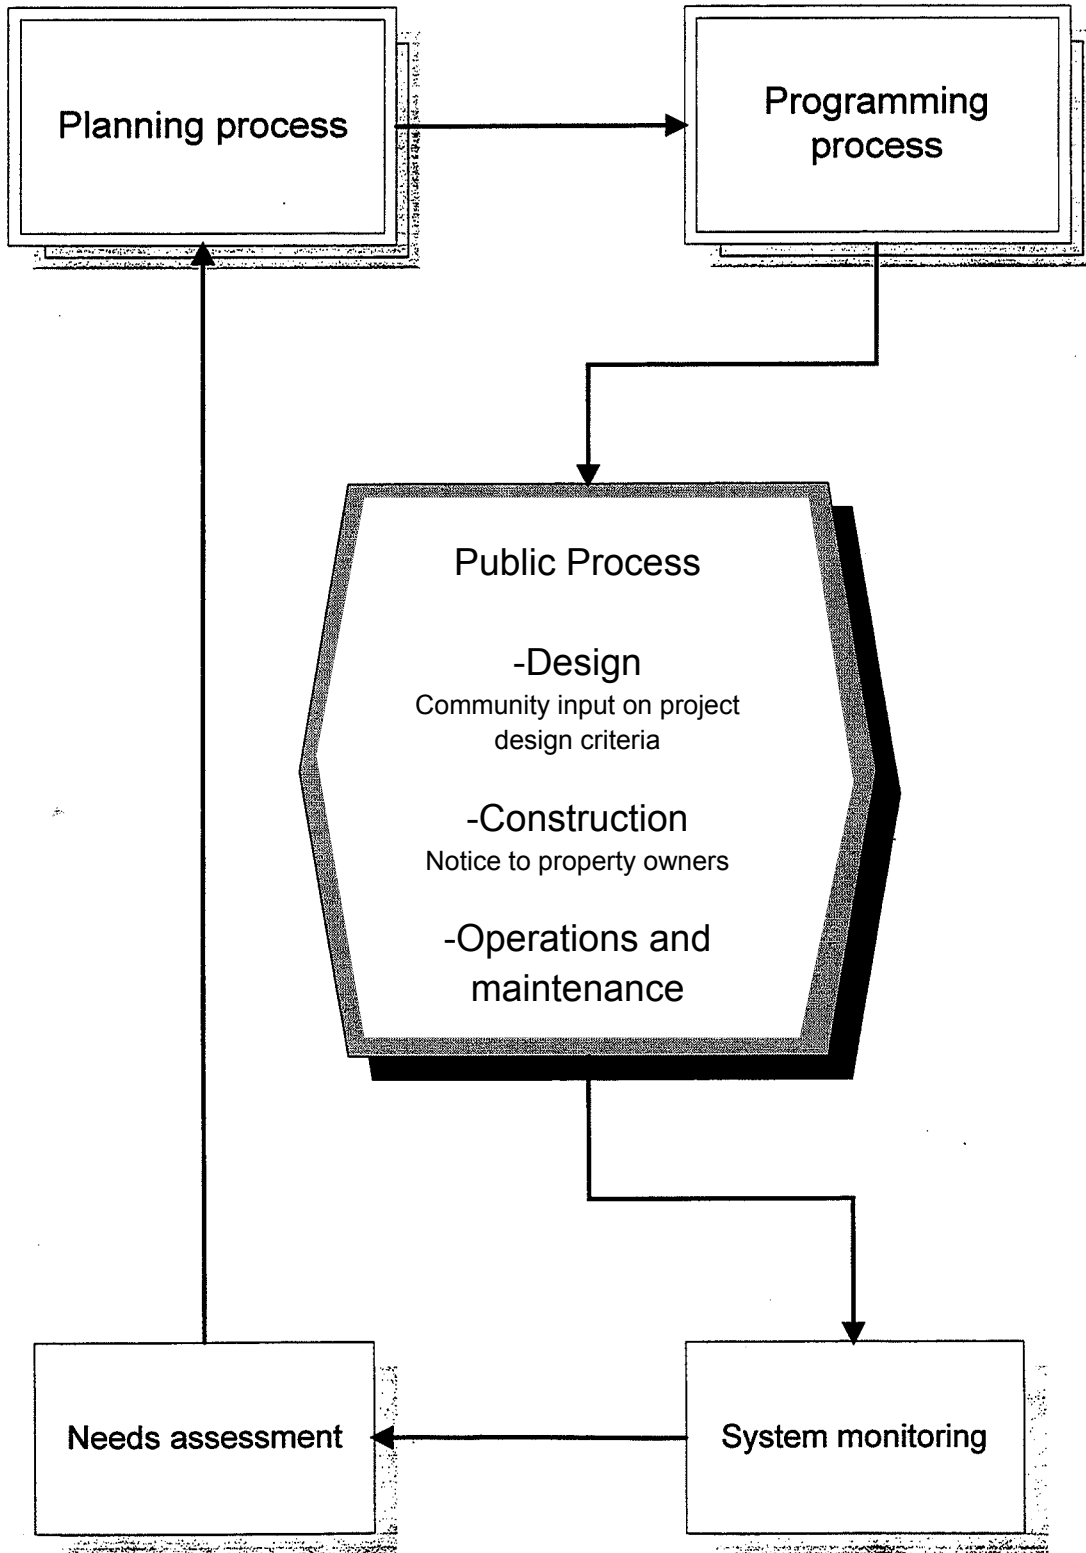 Planning process
Programming
process
Public Process
-Design
Community input on project
design criteria
-Construction
Notice to property owners
-Operations and
maintenance
Needs assessment
System monitoring